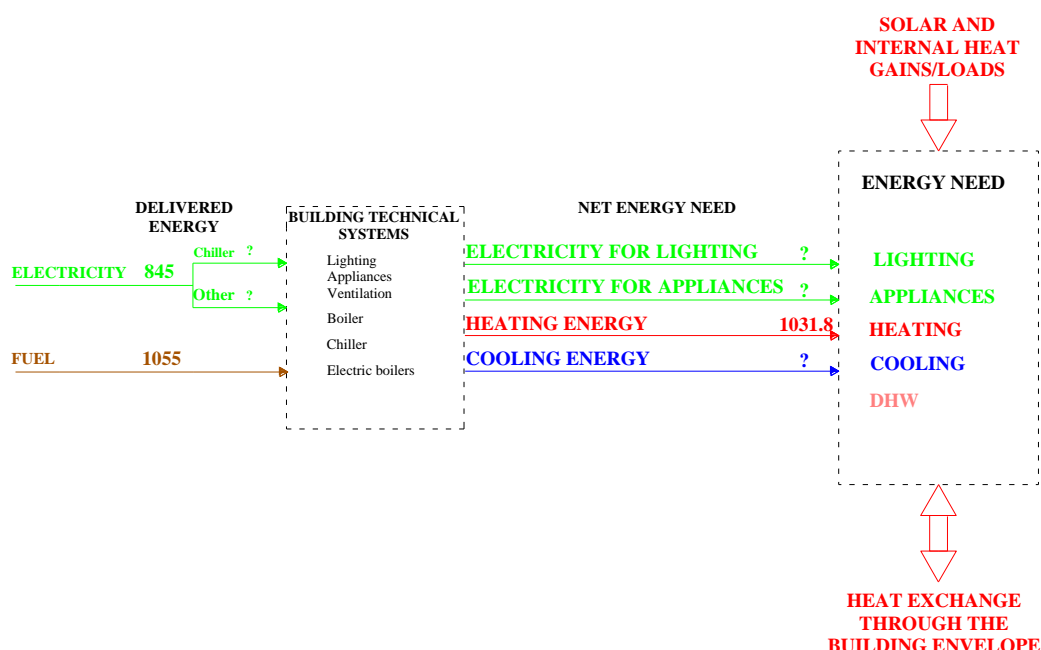 SOLAR AND
INTERNAL HEAT
GAINS/LOADS
ENERGY NEED
DELIVERED
ENERGY
BUILDING TECHNICAL
SYSTEMS
NET ENERGY NEED
Chiller ?
ELECTRICITY 845
Other ?
FUEL 1055
Lighting
Appliances
Ventilation
Boiler
Chiller
Electric boilers
ELECTRICITY FOR LIGHTING ?
ELECTRICITY FOR APPLIANCES ?
HEATING ENERGY 1031.8
COOLING ENERGY ?
LIGHTING
APPLIANCES
HEATING
COOLING
DHW
HEAT EXCHANGE
THROUGH THE
BUILDING ENVELOPE